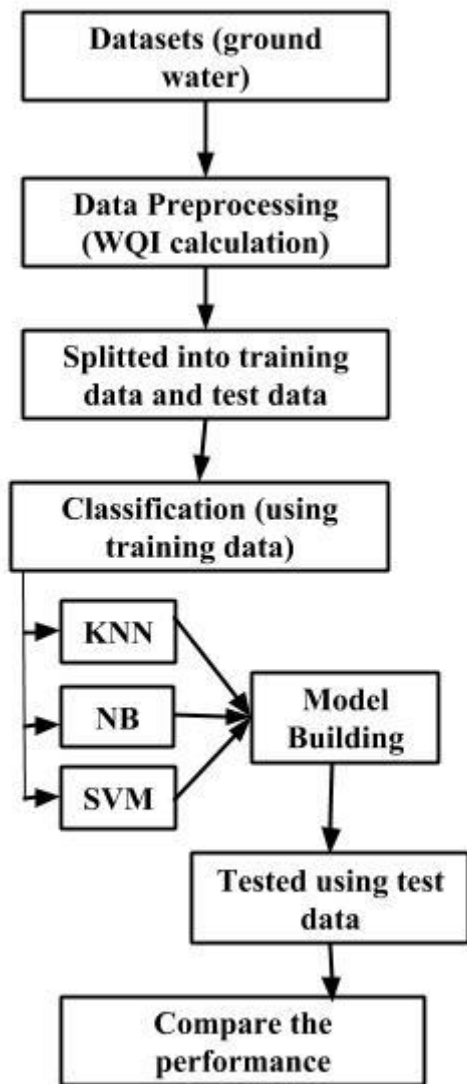 Datasets (ground
water)
Data Preprocessing
(WQI calculation)
Splitted into training
data and test data
Classification (using
training data)
KNN
NB
SVM
Model
Building
Tested using test
data
Compare the
performance